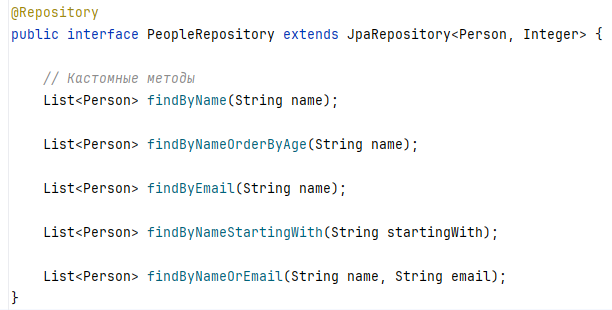 @Repository
public interface PeopleRepository extends JpaRepository<Person, Integer> {
// Кастомные методы
List<Person> findByName(String name);
List<Person> findByNameOrderByAge(String name);
List<Person> findByEmail(String name);
List<Person> findByNameStartingWith(String startingWith);
List<Person> findByNameOrEmail(String name, String email);
}